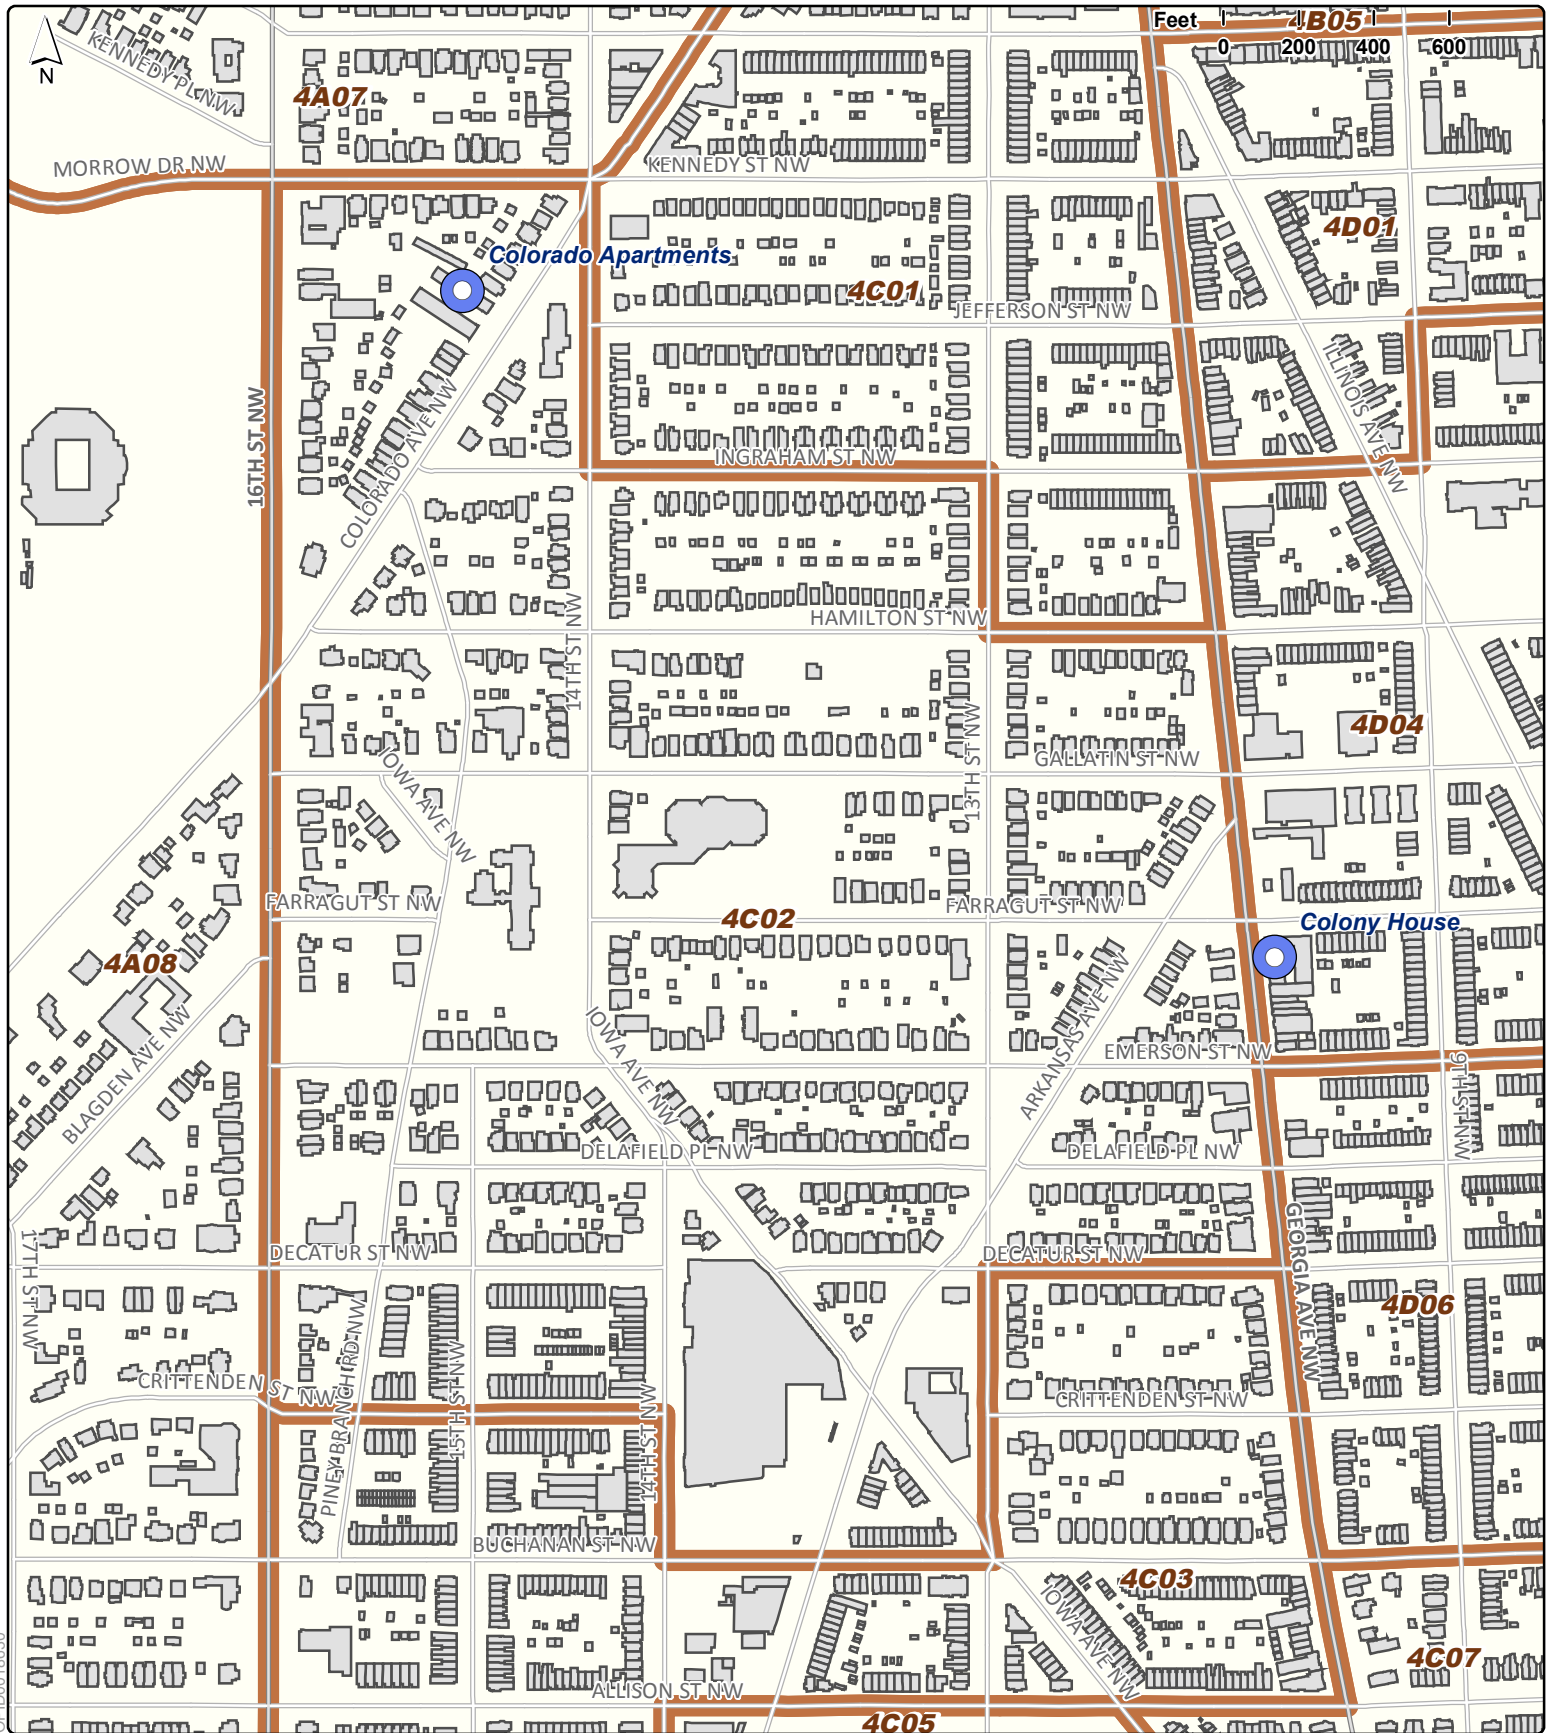 Feet
4B05
0 200 400 600
N
KENNEDY PL NW
4A07
MORROW DR NW
KENNEDY ST NW
4D01
Colorado Apartments
4C01
JEFFERSON ST NW
ILLINOIS AVE NW
16TH ST NW
COLORADO AVE NW
INGRAHAM ST NW
14TH ST NW
HAMILTON ST NW
4D04
13TH ST NW
GALLATIN ST NW
IOWA AVE NW
FARRAGUT ST NW
FARRAGUT ST NW
4C02
Colony House
4A08
ARKANSAS AVE NW
IOWA AVE NW
BLAGDEN AVE NW
EMERSON ST NW
9TH ST NW
DELAFIELD PL NW
DELAFIELD PL NW
17TH ST NW
DECATUR ST NW
DECATUR ST NW
GEORGIA AVE NW
4D06
PINEY BRANCH RD NW
15TH ST NW
CRITTENDEN ST NW
CRITTENDEN ST NW
14TH ST NW
BUCHANAN ST NW
4C03
IOWA AVE NW
4C07
ALLISON ST NW
4C05